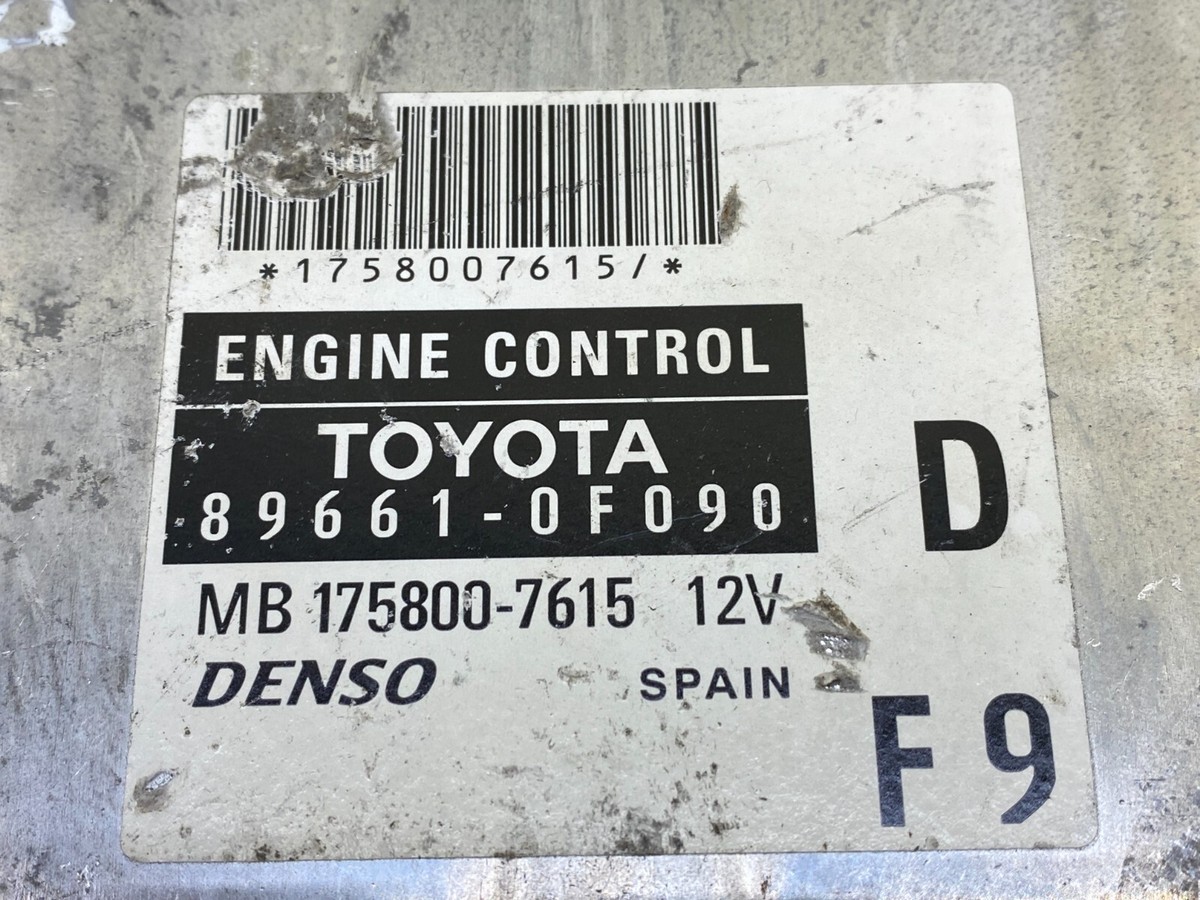 *1758007615/*
ENGINE CONTROL
TOYOTA
89661-0F090
D
MB 175800-7615 12V
DENSO SPAIN
F9